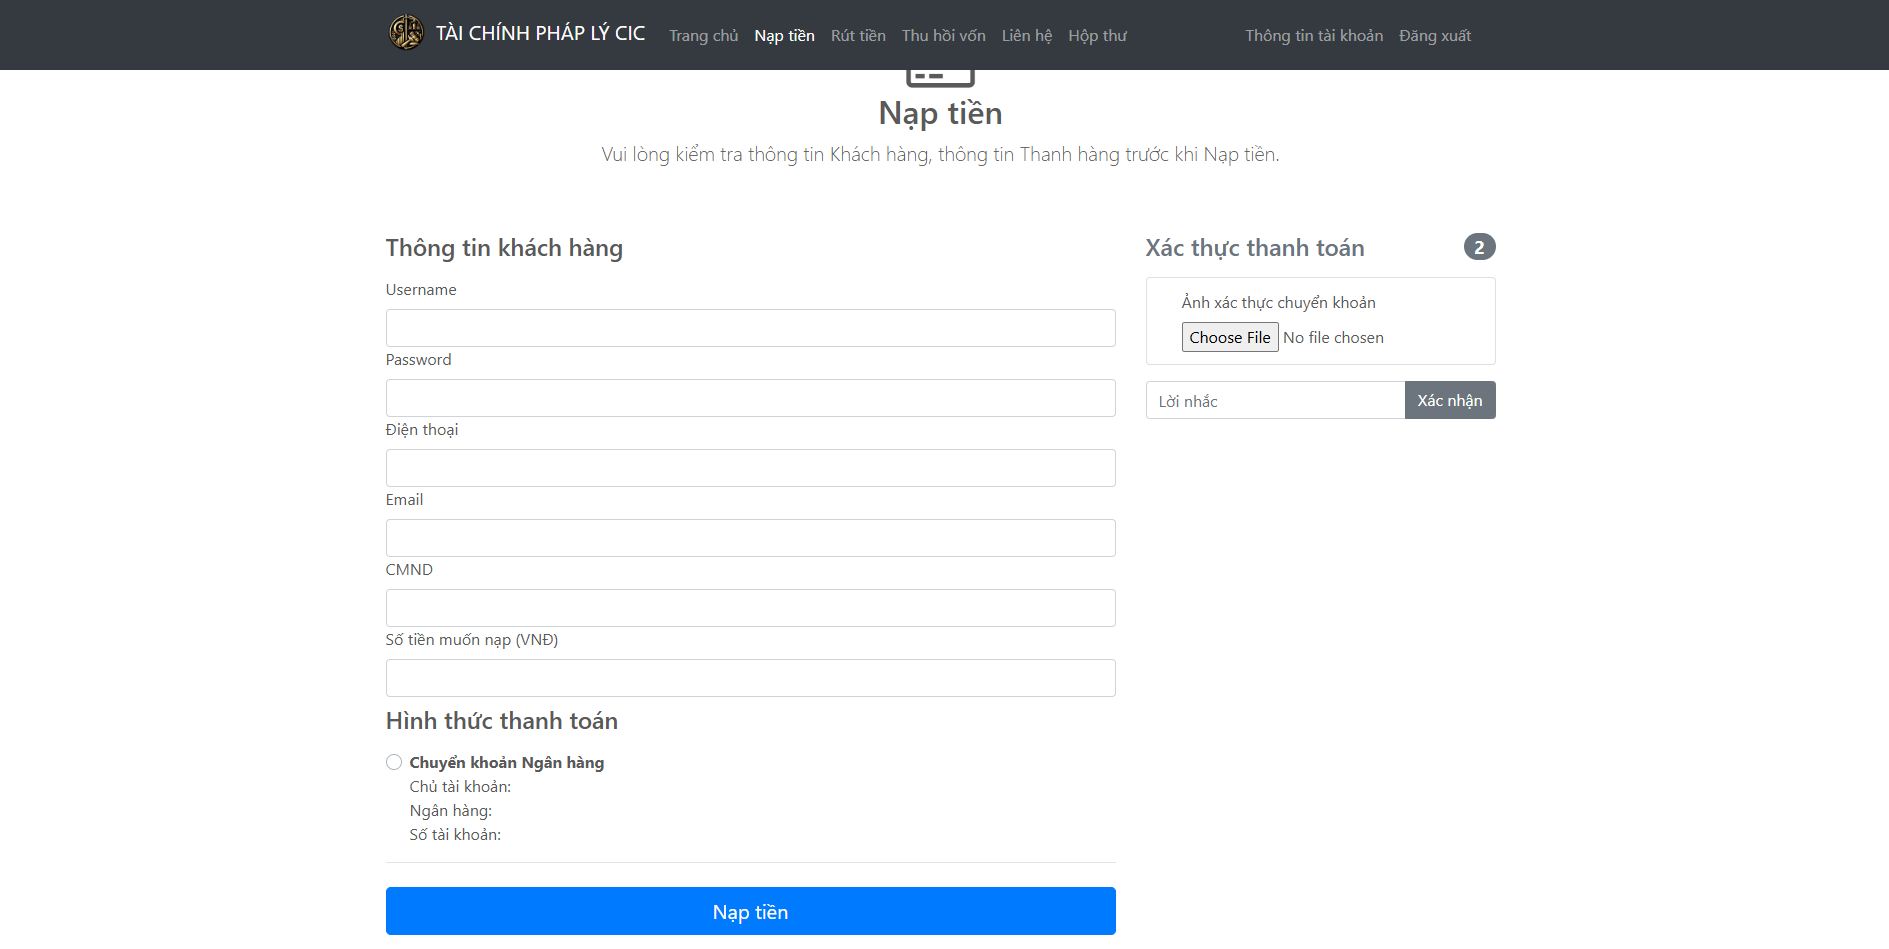 TÀI CHÍNH PHÁP LÝ CIC Trang chủ Nạp tiền Rút tiền Thu hồi vốn Liên hệ Hộp thư Thông tin tài khoản Đăng xuất
Nạp tiền
Vui lòng kiểm tra thông tin Khách hàng, thông tin Thanh hàng trước khi Nạp tiền.
Thông tin khách hàng
Username
Password
Điện thoại
Email
CMND
Số tiền muốn nạp (VNĐ)
Hình thức thanh toán
Chuyển khoản Ngân hàng
Chủ tài khoản:
Ngân hàng:
Số tài khoản:
Nạp tiền
Xác thực thanh toán 2
Ảnh xác thực chuyển khoản
Choose File No file chosen
Lời nhắc Xác nhận